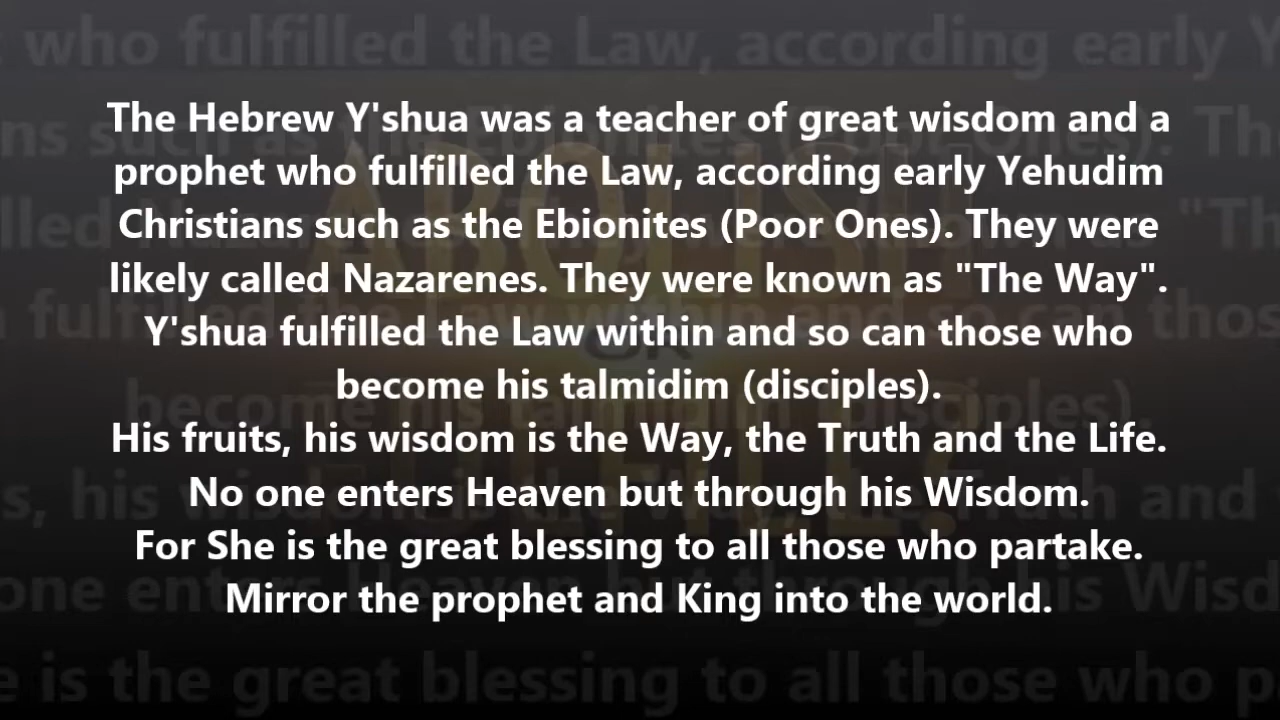 The Hebrew Y'shua was a teacher of great wisdom and a
prophet who fulfilled the Law, according early Yehudim
Christians such as the Ebionites (Poor Ones). They were
likely called Nazarenes. They were known as "The Way".
Y'shua fulfilled the Law within and so can those who
become his talmidim (disciples).
His fruits, his wisdom is the Way, the Truth and the Life.
No one enters Heaven but through his Wisdom.
For She is the great blessing to all those who partake.
Mirror the prophet and King into the world.